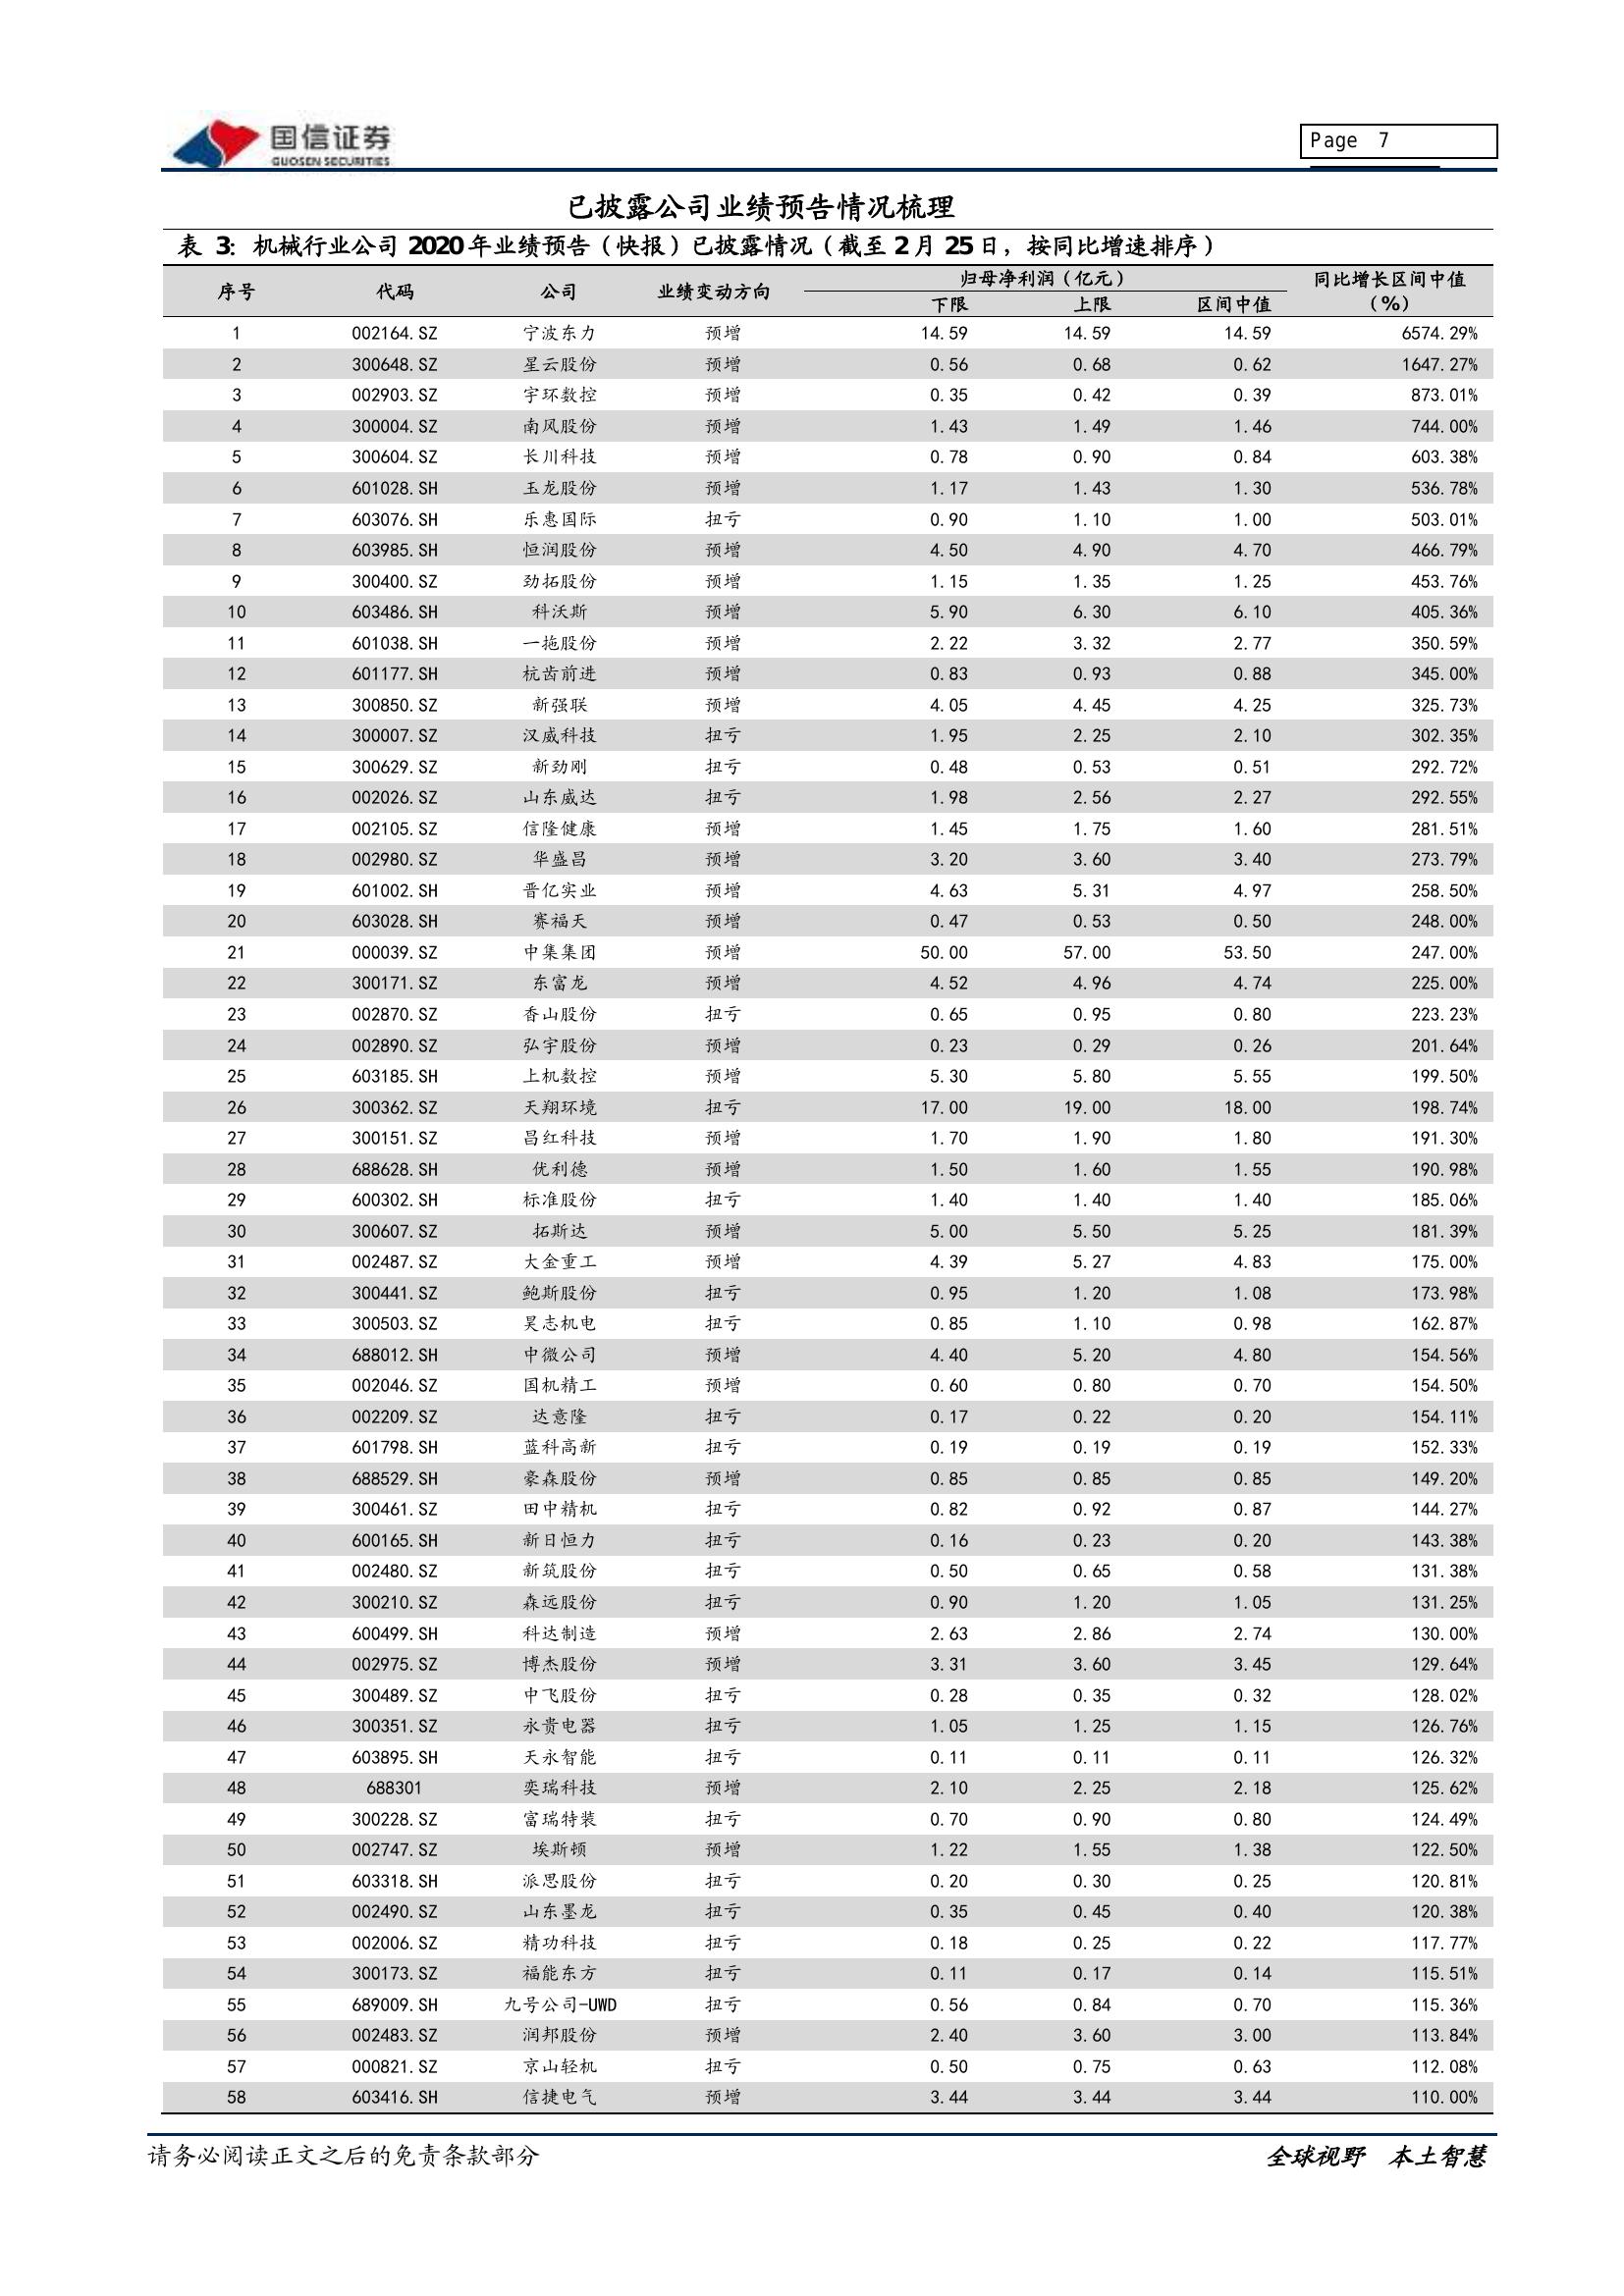 国信证券
GUOSEN SECURITIES
Page 7
已披露公司业绩预告情况梳理
表 3: 机械行业公司 2020 年业绩预告（快报）已披露情况（截至 2 月 25 日，按同比增速排序）
序号 代码 公司 业绩变动方向 归母净利润（亿元） 同比增长区间中值（%）
下限 上限 区间中值
1 002164.SZ 宁波东力 预增 14.59 14.59 14.59 6574.29%
2 300648.SZ 星云股份 预增 0.56 0.68 0.62 1647.27%
3 002903.SZ 宇环数控 预增 0.35 0.42 0.39 873.01%
4 300004.SZ 南风股份 预增 1.43 1.49 1.46 744.00%
5 300604.SZ 长川科技 预增 0.78 0.90 0.84 603.38%
6 601028.SH 玉龙股份 预增 1.17 1.43 1.30 536.78%
7 603076.SH 乐惠国际 扭亏 0.90 1.10 1.00 503.01%
8 603985.SH 恒润股份 预增 4.50 4.90 4.70 466.79%
9 300400.SZ 劲拓股份 预增 1.15 1.35 1.25 453.76%
10 603486.SH 科沃斯 预增 5.90 6.30 6.10 405.36%
11 601038.SH 一拖股份 预增 2.22 3.32 2.77 350.59%
12 601177.SH 杭齿前进 预增 0.83 0.93 0.88 345.00%
13 300850.SZ 新强联 预增 4.05 4.45 4.25 325.73%
14 300007.SZ 汉威科技 扭亏 1.95 2.25 2.10 302.35%
15 300629.SZ 新劲刚 扭亏 0.48 0.53 0.51 292.72%
16 002026.SZ 山东威达 扭亏 1.98 2.56 2.27 292.55%
17 002105.SZ 信隆健康 预增 1.45 1.75 1.60 281.51%
18 002980.SZ 华盛昌 预增 3.20 3.60 3.40 273.79%
19 601002.SH 晋亿实业 预增 4.63 5.31 4.97 258.50%
20 603028.SH 赛福天 预增 0.47 0.53 0.50 248.00%
21 000039.SZ 中集集团 预增 50.00 57.00 53.50 247.00%
22 300171.SZ 东富龙 预增 4.52 4.96 4.74 225.00%
23 002870.SZ 香山股份 扭亏 0.65 0.95 0.80 223.23%
24 002890.SZ 弘宇股份 预增 0.23 0.29 0.26 201.64%
25 603185.SH 上机数控 预增 5.30 5.80 5.55 199.50%
26 300362.SZ 天翔环境 扭亏 17.00 19.00 18.00 198.74%
27 300151.SZ 昌红科技 预增 1.70 1.90 1.80 191.30%
28 688628.SH 优利德 预增 1.50 1.60 1.55 190.98%
29 600302.SH 标准股份 扭亏 1.40 1.40 1.40 185.06%
30 300607.SZ 拓斯达 预增 5.00 5.50 5.25 181.39%
31 002487.SZ 大金重工 预增 4.39 5.27 4.83 175.00%
32 300441.SZ 鲍斯股份 扭亏 0.95 1.20 1.08 173.98%
33 300503.SZ 昊志机电 扭亏 0.85 1.10 0.98 162.87%
34 688012.SH 中微公司 预增 4.40 5.20 4.80 154.56%
35 002046.SZ 国机精工 预增 0.60 0.80 0.70 154.50%
36 002209.SZ 达意隆 扭亏 0.17 0.22 0.20 154.11%
37 601798.SH 蓝科高新 扭亏 0.19 0.19 0.19 152.33%
38 688529.SH 豪森股份 预增 0.85 0.85 0.85 149.20%
39 300461.SZ 田中精机 扭亏 0.82 0.92 0.87 144.27%
40 600165.SH 新日恒力 扭亏 0.16 0.23 0.20 143.38%
41 002480.SZ 新筑股份 扭亏 0.50 0.65 0.58 131.38%
42 300210.SZ 森远股份 扭亏 0.90 1.20 1.05 131.25%
43 600499.SH 科达制造 预增 2.63 2.86 2.74 130.00%
44 002975.SZ 博杰股份 预增 3.31 3.60 3.45 129.64%
45 300489.SZ 中飞股份 扭亏 0.28 0.35 0.32 128.02%
46 300351.SZ 永贵电器 扭亏 1.05 1.25 1.15 126.76%
47 603895.SH 天永智能 扭亏 0.11 0.11 0.11 126.32%
48 688301 奕瑞科技 预增 2.10 2.25 2.18 125.62%
49 300228.SZ 富瑞特装 扭亏 0.70 0.90 0.80 124.49%
50 002747.SZ 埃斯顿 预增 1.22 1.55 1.38 122.50%
51 603318.SH 派思股份 扭亏 0.20 0.30 0.25 120.81%
52 002490.SZ 山东墨龙 扭亏 0.35 0.45 0.40 120.38%
53 002006.SZ 精功科技 扭亏 0.18 0.25 0.22 117.77%
54 300173.SZ 福能东方 扭亏 0.11 0.17 0.14 115.51%
55 689009.SH 九号公司-UWD 扭亏 0.56 0.84 0.70 115.36%
56 002483.SZ 润邦股份 预增 2.40 3.60 3.00 113.84%
57 000821.SZ 京山轻机 扭亏 0.50 0.75 0.63 112.08%
58 603416.SH 信捷电气 预增 3.44 3.44 3.44 110.00%
请务必阅读正文之后的免责条款部分 全球视野 本土智慧